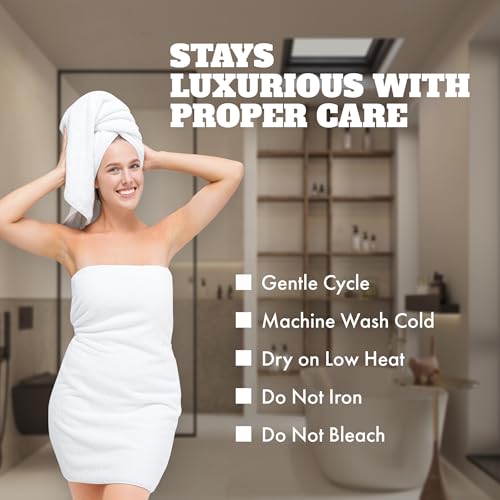 STAYS
LUXURIOUS WITH
PROPER CARE
Gentle Cycle
Machine Wash Cold
Dry on Low Heat
Do Not Iron
Do Not Bleach